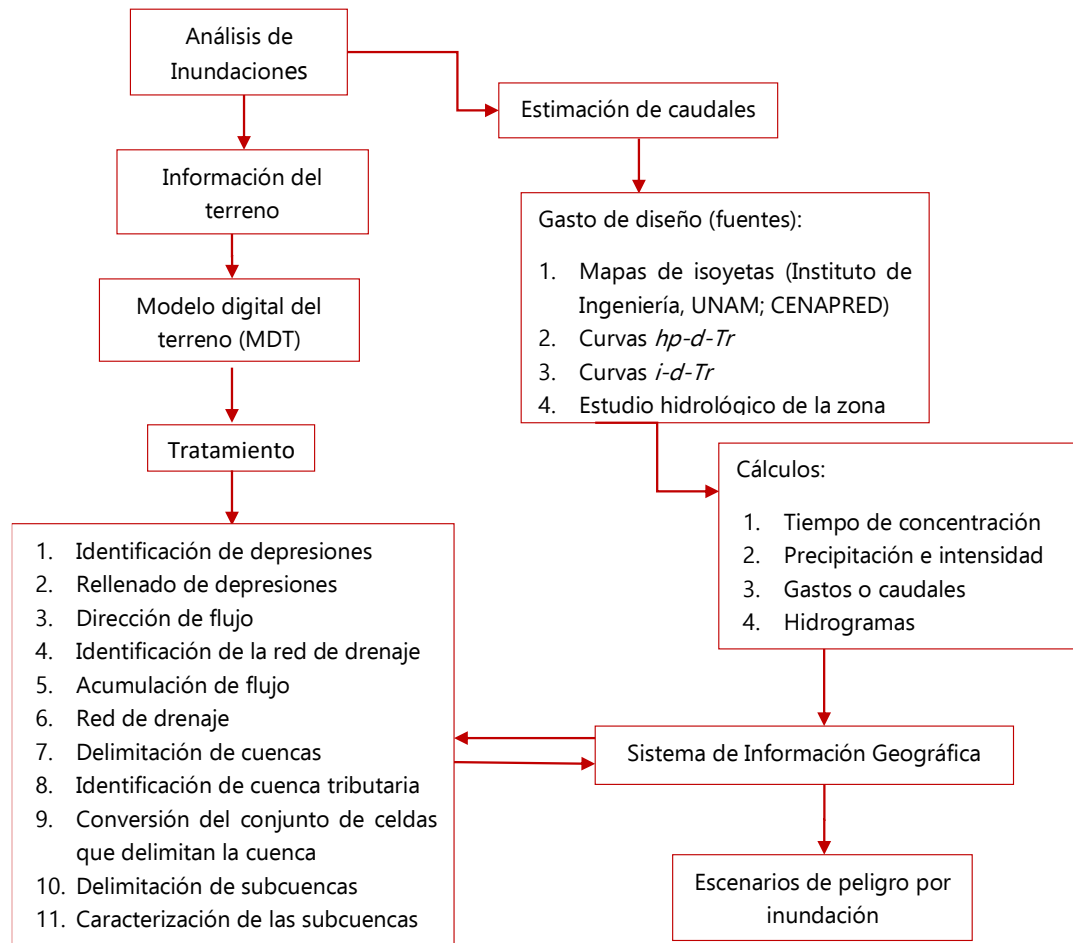 Análisis de
Inundaciones
Estimación de caudales
Información del
terreno
Gasto de diseño (fuentes):
1. Mapas de isoyetas (Instituto de
Ingeniería, UNAM; CENAPRED)
2. Curvas hp-d-Tr
3. Curvas i-d-Tr
4. Estudio hidrológico de la zona
Modelo digital del
terreno (MDT)
Tratamiento
Cálculos:
1. Tiempo de concentración
2. Precipitación e intensidad
3. Gastos o caudales
4. Hidrogramas
1. Identificación de depresiones
2. Rellenado de depresiones
3. Dirección de flujo
4. Identificación de la red de drenaje
5. Acumulación de flujo
6. Red de drenaje
7. Delimitación de cuencas
8. Identificación de cuenca tributaria
9. Conversión del conjunto de celdas
que delimitan la cuenca
10. Delimitación de subcuencas
11. Caracterización de las subcuencas
Sistema de Información Geográfica
Escenarios de peligro por
inundación